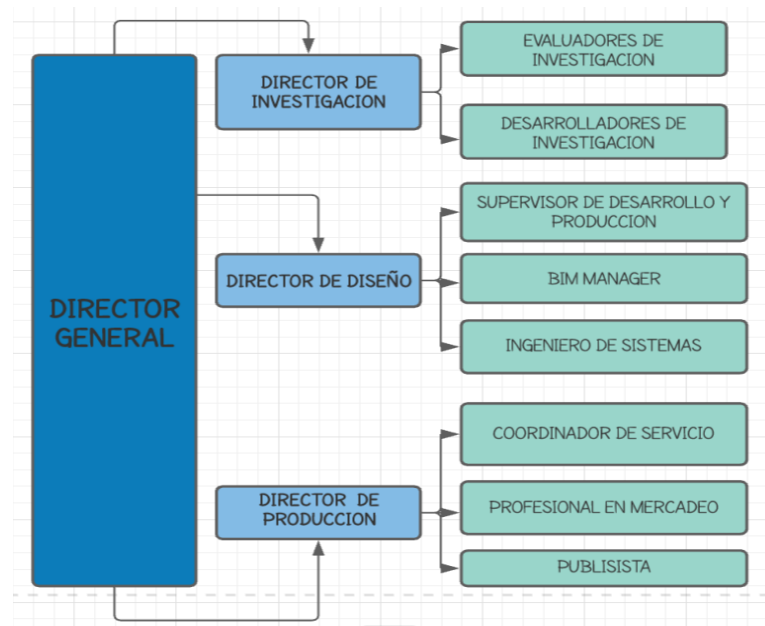 DIRECTOR
GENERAL
DIRECTOR DE
INVESTIGACION
EVALUADORES DE
INVESTIGACION
DESARROLLADORES DE
INVESTIGACION
DIRECTOR DE DISEÑO
SUPERVISOR DE DESARROLLO Y
PRODUCCION
BIM MANAGER
INGENIERO DE SISTEMAS
DIRECTOR DE
PRODUCCION
COORDINADOR DE SERVICIO
PROFESIONAL EN MERCADEO
PUBLISISTA